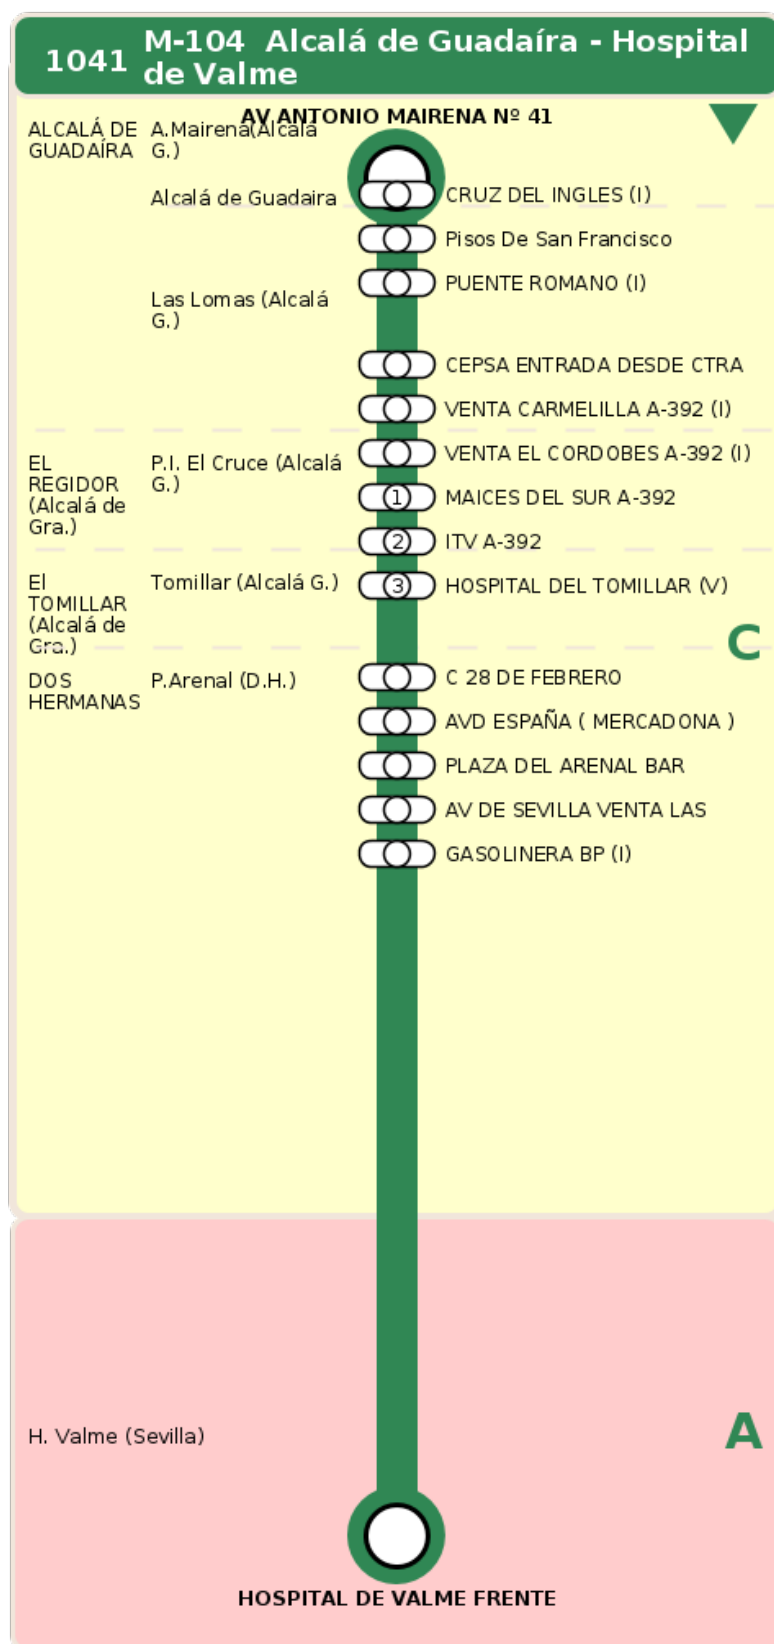 1041
M-104 Alcalá de Guadaíra - Hospital
de Valme
AV ANTONIO MAIRENA Nº 41
ALCALÁ DE
GUADAÍRA
A.Mairena(Alcalá
G.)
Alcalá de Guadaira
CRUZ DEL INGLES (I)
Pisos De San Francisco
PUENTE ROMANO (I)
Las Lomas (Alcalá
G.)
CEPSA ENTRADA DESDE CTRA
VENTA CARMELILLA A-392 (I)
EL
REGIDOR
(Alcalá de
Gra.)
P.I. El Cruce (Alcalá
G.)
VENTA EL CORDOBES A-392 (I)
1 MAICES DEL SUR A-392
2 ITV A-392
El
TOMILLAR
(Alcalá de
Gra.)
Tomillar (Alcalá G.)
3 HOSPITAL DEL TOMILLAR (V)
C
DOS
HERMANAS
P.Arenal (D.H.)
C 28 DE FEBRERO
AVD ESPAÑA ( MERCADONA )
PLAZA DEL ARENAL BAR
AV DE SEVILLA VENTA LAS
GASOLINERA BP (I)
H. Valme (Sevilla)
A
HOSPITAL DE VALME FRENTE